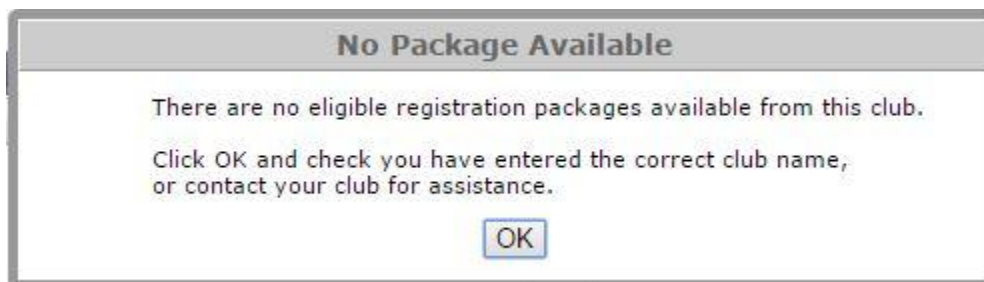 No Package Available
There are no eligible registration packages available from this club.
Click OK and check you have entered the correct club name,
or contact your club for assistance.
OK